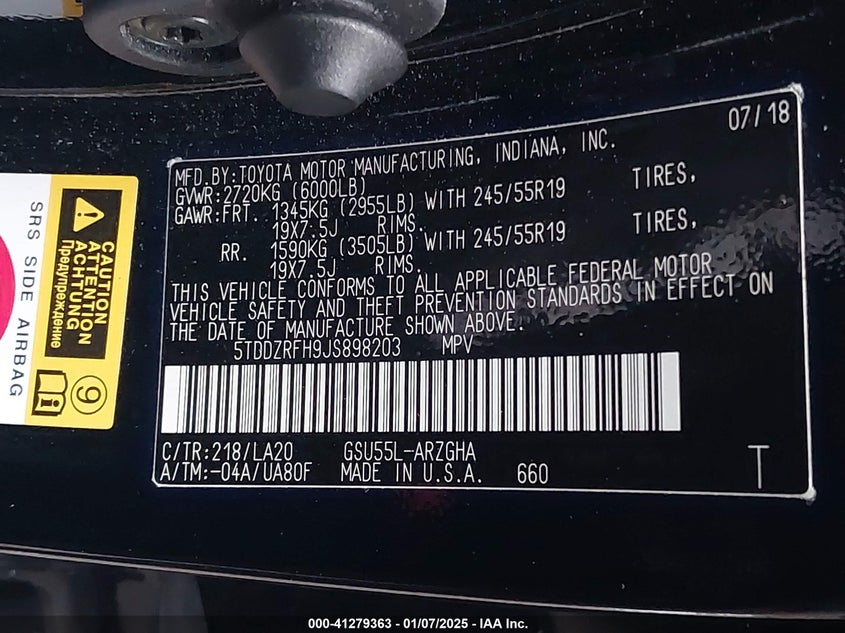 07/18
MFD.BY:TOYOTA MOTOR MANUFACTURING, INDIANA, INC.
GVWR:2720KG (6000LB)
GAWR:FRT. 1345KG (2955LB) WITH 245/55R19 TIRES,
19X7.5J RIMS.
RR. 1590KG (3505LB) WITH 245/55R19 TIRES,
19X7.5J RIMS.
THIS VEHICLE CONFORMS TO ALL APPLICABLE FEDERAL MOTOR
VEHICLE SAFETY AND THEFT PREVENTION STANDARDS IN EFFECT ON
THE DATE OF MANUFACTURE SHOWN ABOVE.
5TDDZRFH9JS898203 MPV
C/TR:218/LA20 GSU55L-ARZGHA
A/TM:-04A/UA80F MADE IN U.S.A. 660 T
CAUTION
ATTENTION
ACHTUNG
Предупреждение
9
SRS SIDE AIRBAG
000-41279363 - 01/07/2025 - IAA Inc.